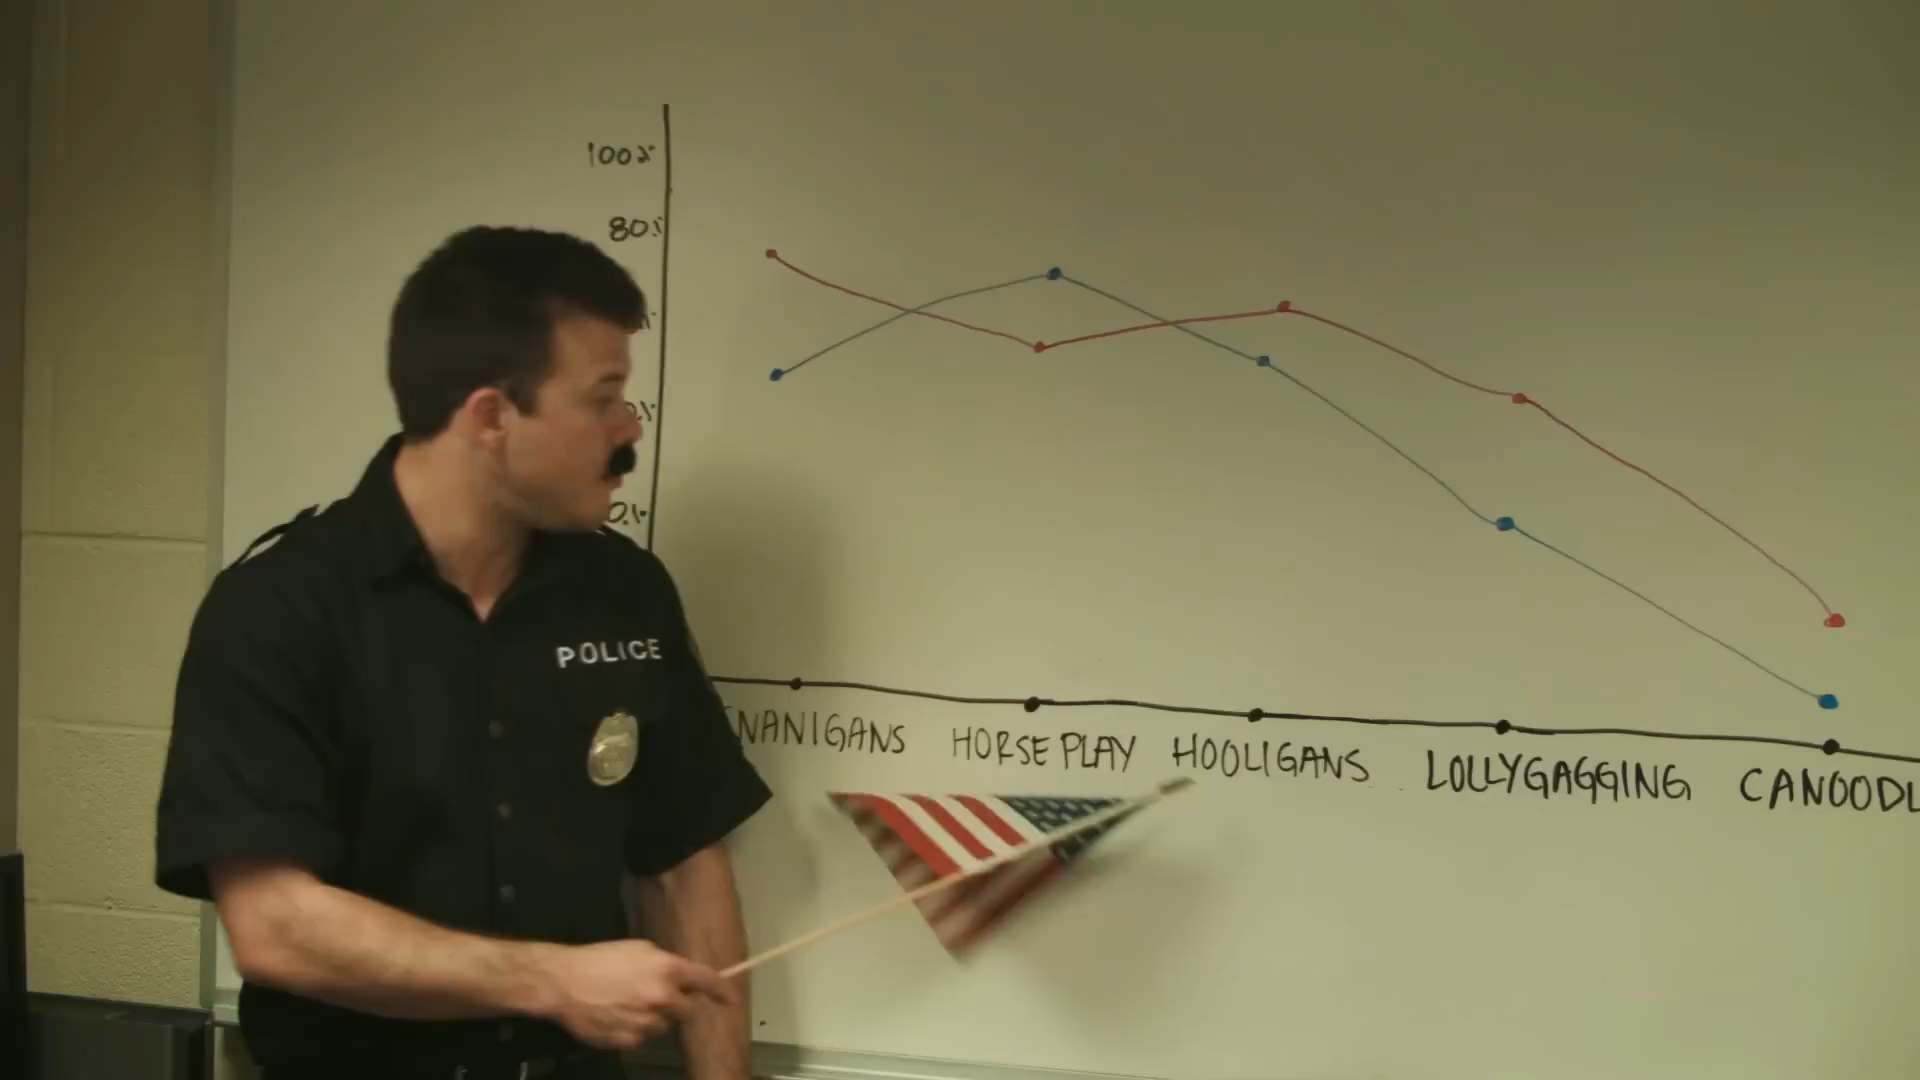 100%
80%
POLICE
NANIGANS HORSEPLAY HOOLIGANS LOLLYGAGGING CANOODL